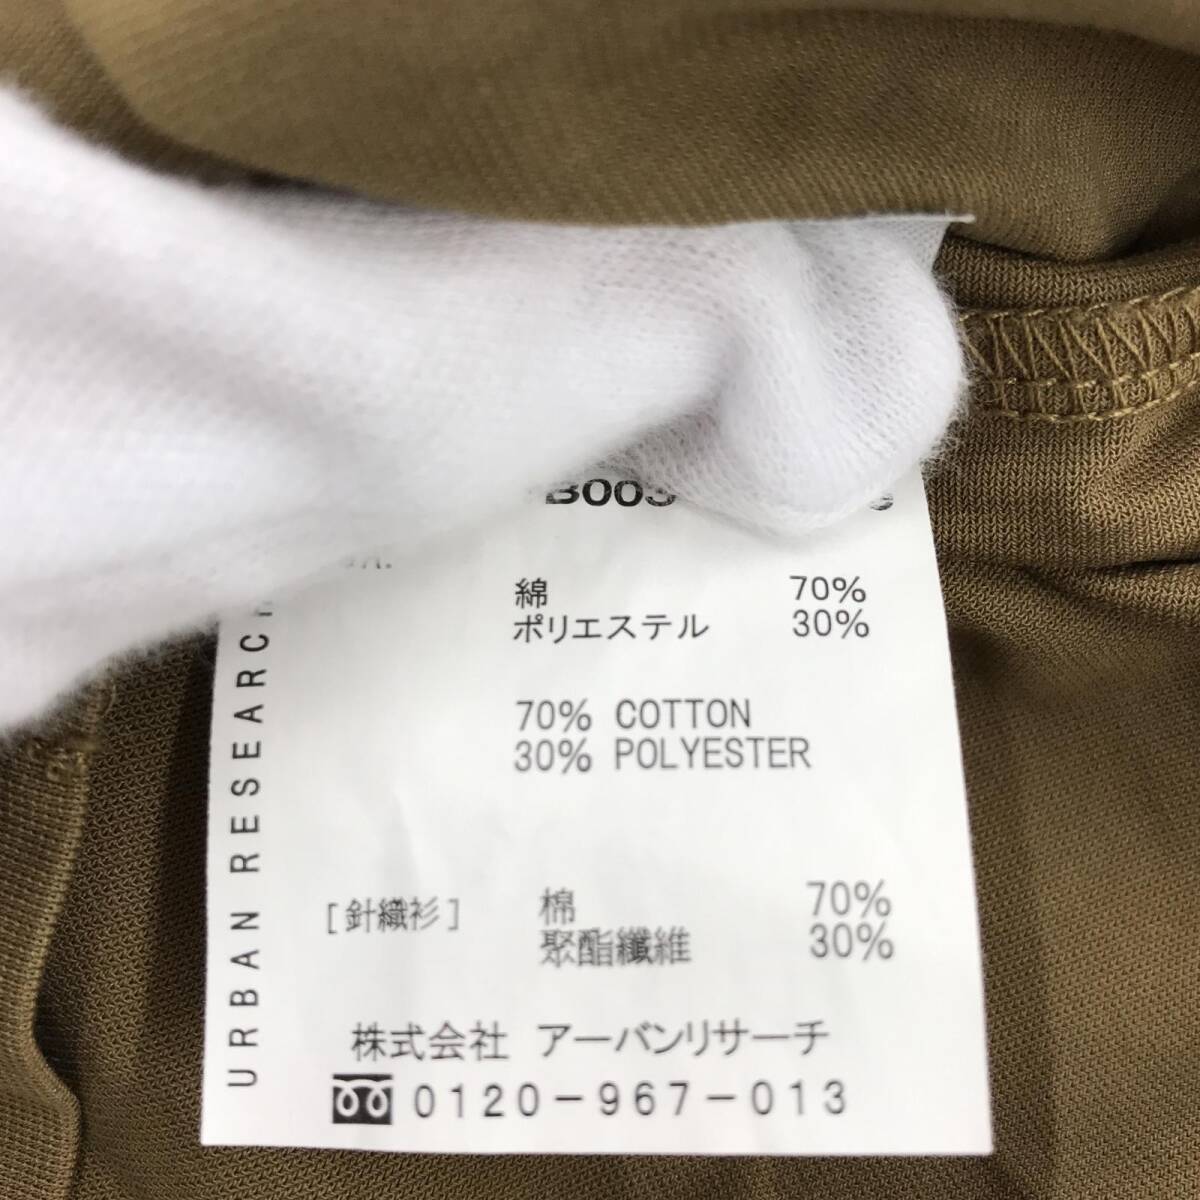 B003
綿 70%
ポリエステル 30%
70% COTTON
30% POLYESTER
[針織衫] 棉 70%
聚酯纖維 30%
株式会社 アーバンリサーチ
0120-967-013
URBAN RESEARCH